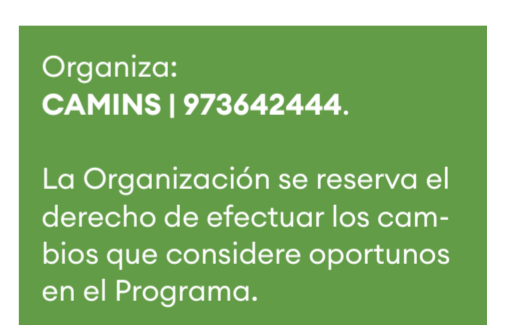 Organiza:
CAMINS | 973642444.
La Organización se reserva el
derecho de efectuar los cam-
bios que considere oportunos
en el Programa.